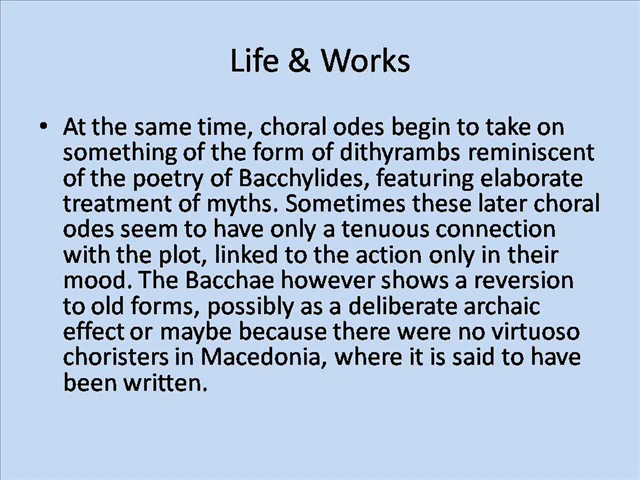 Life & Works
• At the same time, choral odes begin to take on
something of the form of dithyrambs reminiscent
of the poetry of Bacchylides, featuring elaborate
treatment of myths. Sometimes these later choral
odes seem to have only a tenuous connection
with the plot, linked to the action only in their
mood. The Bacchae however shows a reversion
to old forms, possibly as a deliberate archaic
effect or maybe because there were no virtuoso
choristers in Macedonia, where it is said to have
been written.